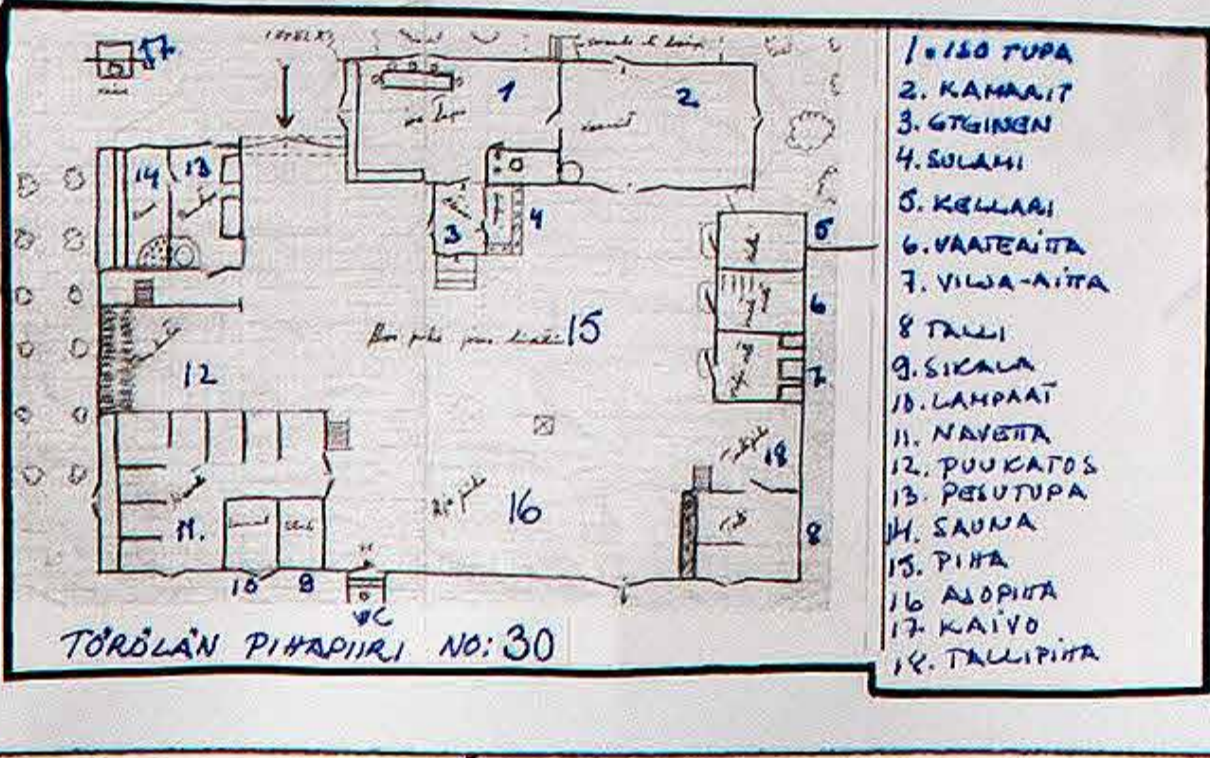 17
1
2
14
13
3
4
5
6
7
15
12
18
16
11.
8
10
9
WC
TÖRÖLÄN PIHAPIIRI NO: 30
1. ISO TUPA
2. KAMARIT
3. ETEINEN
4. SULAMI
5. KELLARI
6. VAATEAITTA
7. VILJA-AITTA
8 TALLI
9. SIKALA
10. LAMPAAT
11. NAVETTA
12. PUUKATOS
13. PESUTUPA
14. SAUNA
15. PIHA
16 AJOPIHA
17. KAIVO
18. TALLIPIHA